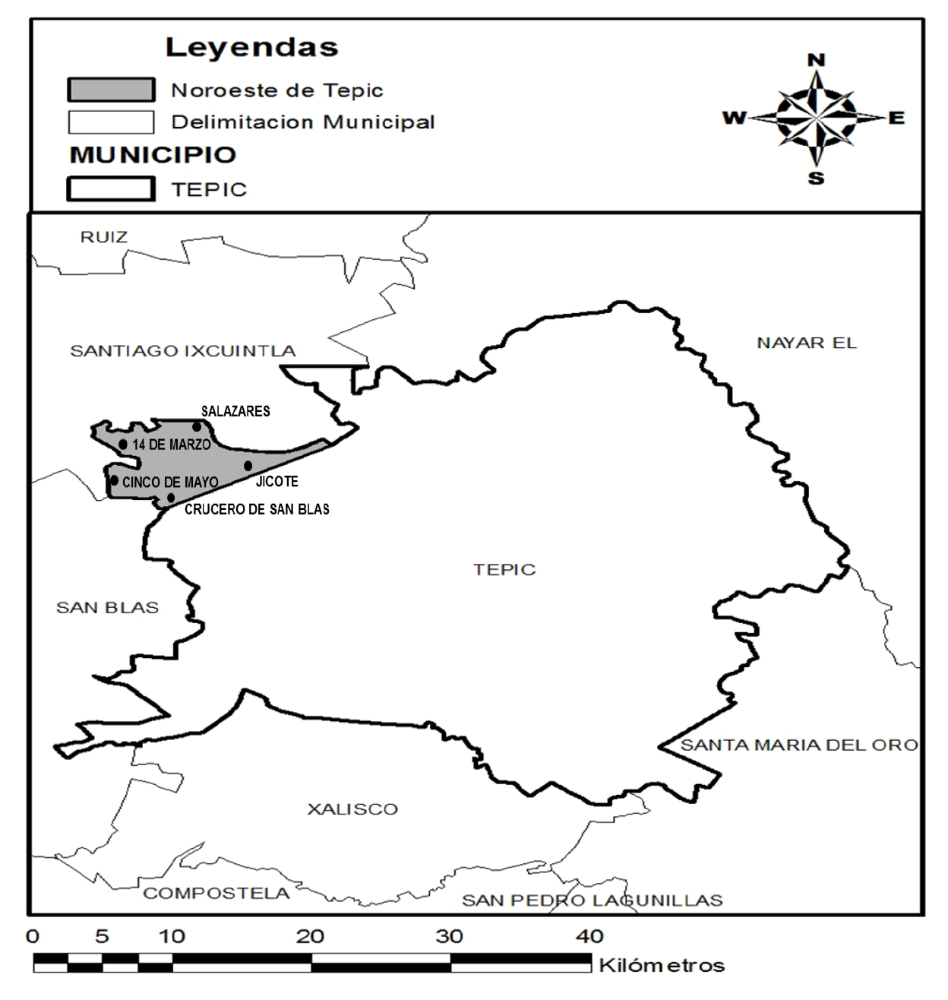 Leyendas
Noroeste de Tepic
Delimitacion Municipal
MUNICIPIO
TEPIC
N
W
E
S
RUIZ
SANTIAGO IXCUINTLA
NAYAR EL
SALAZARES
14 DE MARZO
CINCO DE MAYO
JICOTE
CRUCERO DE SAN BLAS
TEPIC
SAN BLAS
SANTA MARIA DEL ORO
XALISCO
COMPOSTELA
SAN PEDRO LAGUNILLAS
0 5 10 20 30 40
Kilómetros